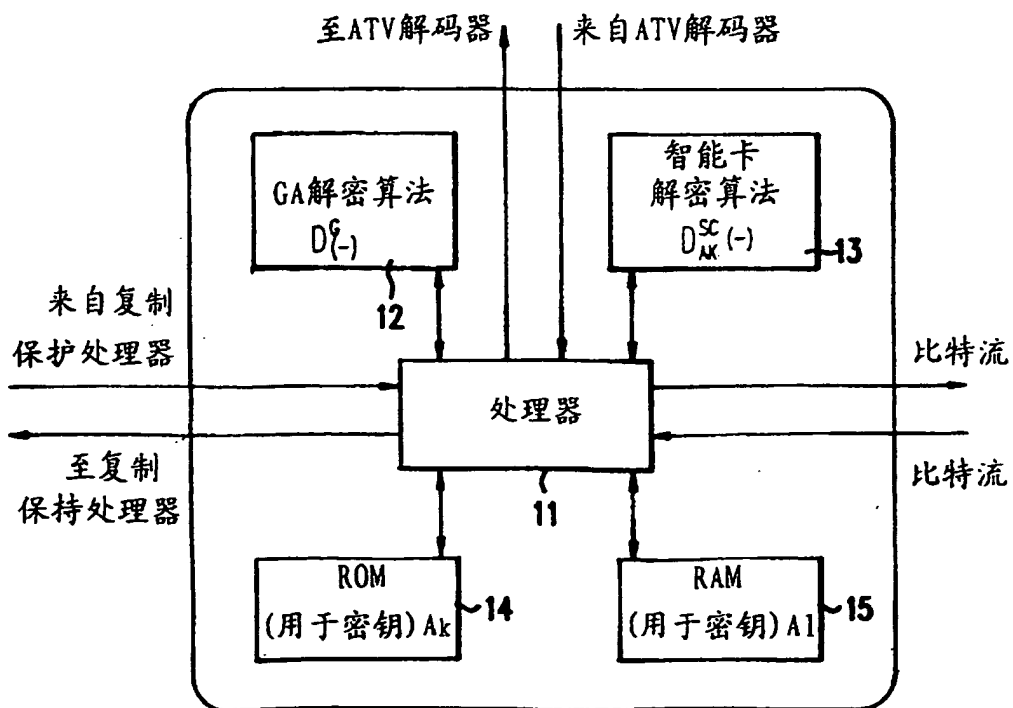 至ATV解码器
来自ATV解码器
GA解密算法
D^G(-)
12
智能卡
解密算法
D^SC_AK(-)
13
来自复制
保护处理器
比特流
处理器
11
至复制
保持处理器
比特流
ROM
(用于密钥)Ak
14
RAM
(用于密钥)Al
15